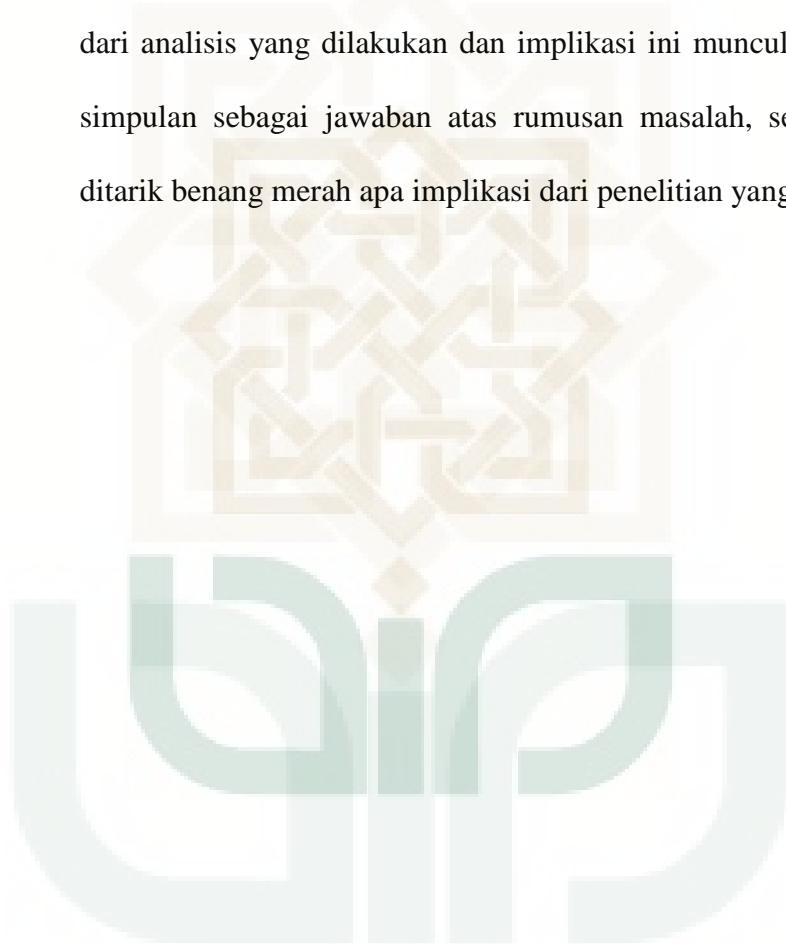 dari analisis yang dilakukan dan implikasi ini muncul
simpulan sebagai jawaban atas rumusan masalah,
ditarik benang merah apa implikasi dari penelitian yang